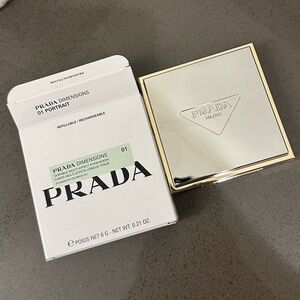 PRADA DIMENSIONS
01 PORTRAIT
REFILLABLE - RECHARGEABLE
PRADA DIMENSIONS 01
PRADA
℮ POIDS NET 6 G - NET WT. 0.21 OZ.
PRADA
MILANO